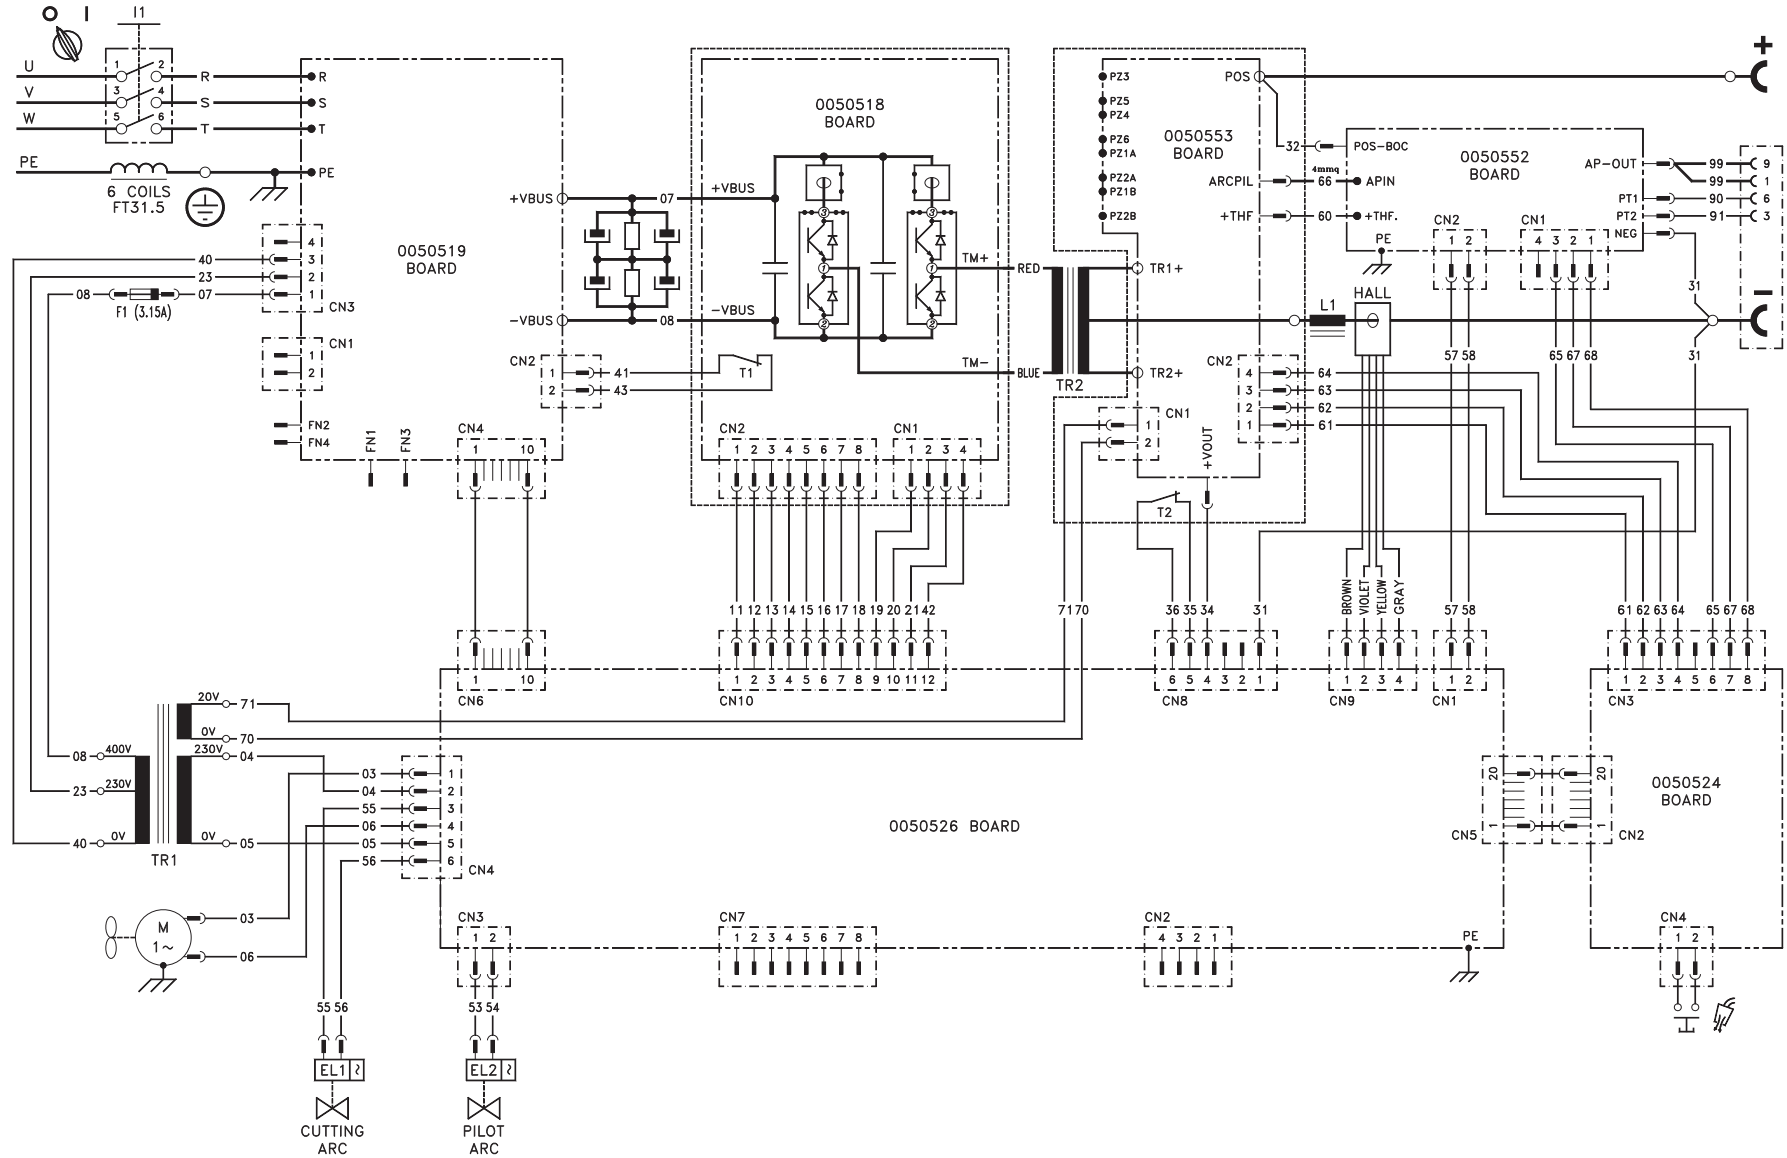 O I
I1
U 1 2 R R
V 3 4 S S
W 5 6 T T
PE PE
6 COILS
FT31.5
0050519
BOARD
+VBUS 07 +VBUS
-VBUS 08 -VBUS
4
40 3
23 2
08 07 1
F1 (3.15A)
CN3
CN1
1
2
FN2
FN4
FN1
FN3
CN4
1 10
CN2
1 41
2 43
T1
0050518
BOARD
3 3
1 1
2 2
TM+ RED
TM- BLUE
TR2
CN2
1 2 3 4 5 6 7 8
CN1
1 2 3 4
PZ3
PZ5
PZ4
PZ6
PZ1A
PZ2A
PZ1B
PZ2B
0050553
BOARD
POS
ARCPIL
+THF
TR1+
TR2+
CN1
1
2
+VOUT
T2
CN2
4 64
3 63
2 62
1 61
32 POS-BOC
4mmq
66 APIN
60 +THF.
0050552
BOARD
PE
CN2
1 2
CN1
4 3 2 1
AP-OUT 99 9
99 1
PT1 90 6
PT2 91 3
NEG
+
-
31
31
L1 HALL
57 58
65 67 68
11 12 13 14 15 16 17 18 19 20 21 42
71 70
36 35 34 31
BROWN
VIOLET
YELLOW
GRAY
57 58
61 62 63 64 65 67 68
CN6
1 10
CN10
1 2 3 4 5 6 7 8 9 10 11 12
CN8
6 5 4 3 2 1
CN9
1 2 3 4
CN1
1 2
CN3
1 2 3 4 5 6 7 8
20V 71
0V 70
08 400V 230V 04
23 230V
40 0V 0V 05
TR1
03 1
04 2
55 3
06 4
05 5
56 6
CN4
0050526 BOARD
20
1
CN5
20
1
CN2
0050524
BOARD
M
1~
03
06
CN3
1 2
CN7
1 2 3 4 5 6 7 8
CN2
4 3 2 1
PE
CN4
1 2
55 56
53 54
EL1
EL2
CUTTING
ARC
PILOT
ARC